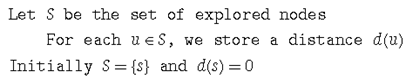 Let S be the set of explored nodes
For each u ∈ S, we store a distance d(u)
Initially S = {s} and d(s) = 0